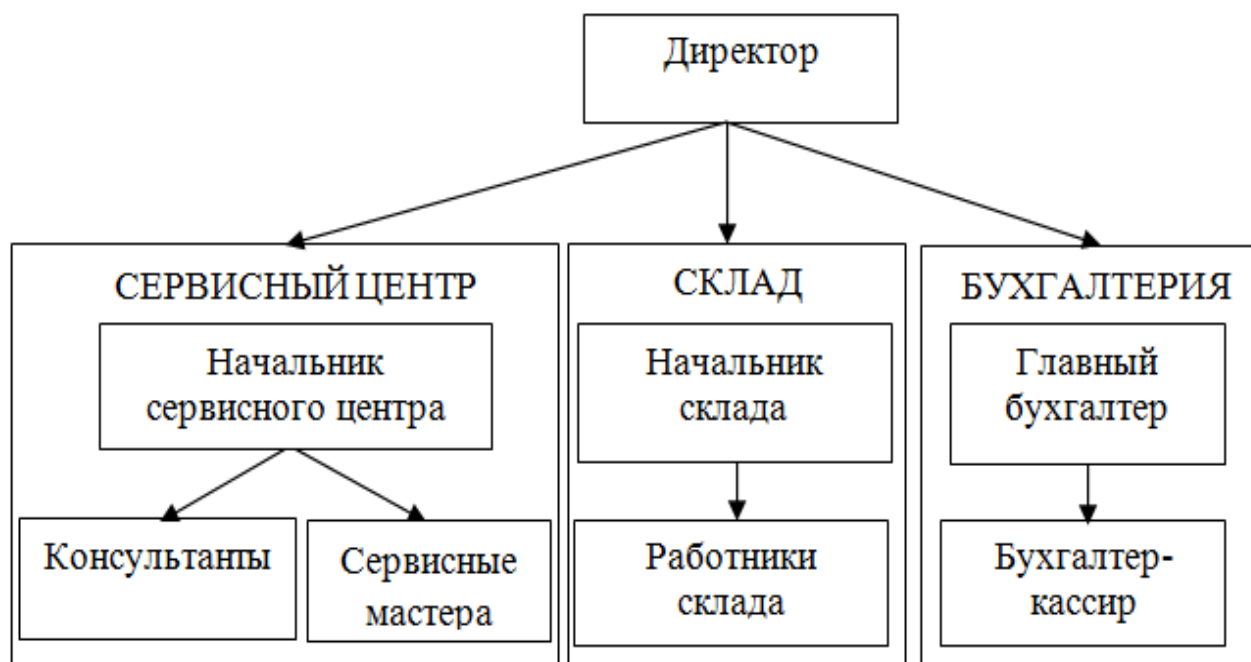 Директор
СЕРВИСНЫЙ ЦЕНТР
Начальник
сервисного центра
Консультанты
Сервисные
мастера
СКЛАД
Начальник
склада
Работники
склада
БУХГАЛТЕРИЯ
Главный
бухгалтер
Бухгалтер-
кассир